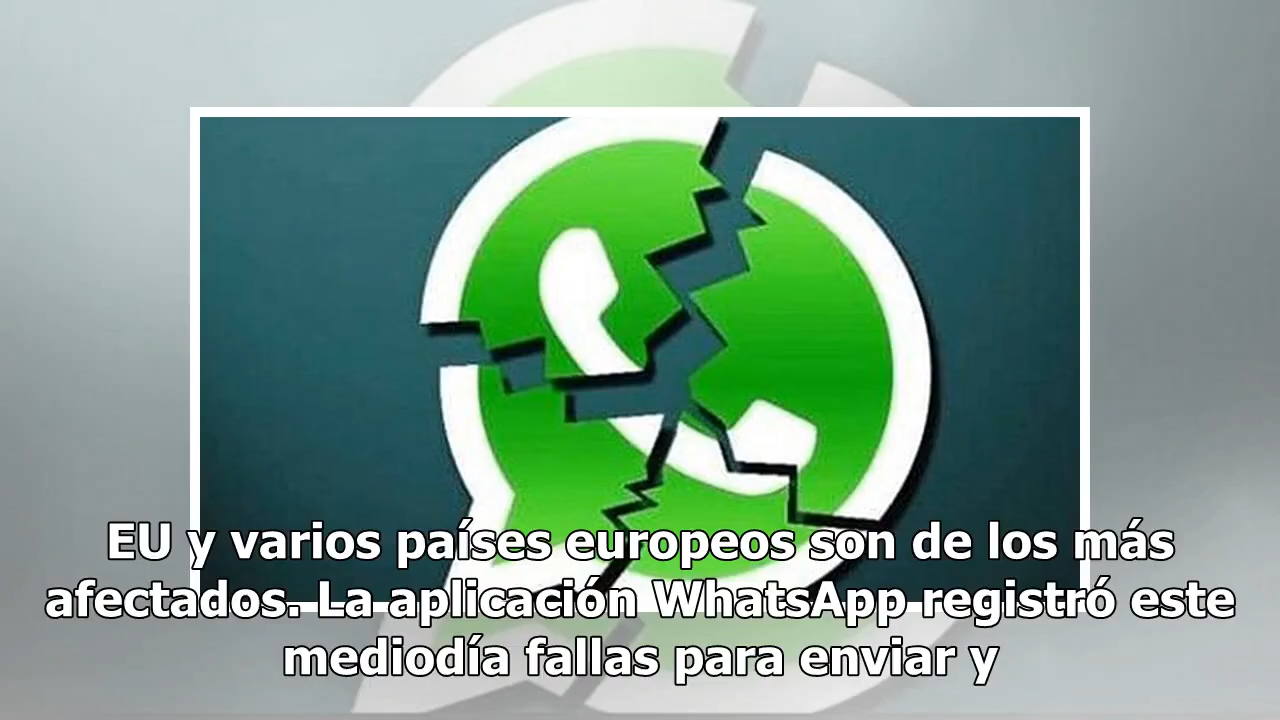 EU y varios países europeos son de los más
afectados. La aplicación WhatsApp registró este
mediodía fallas para enviar y